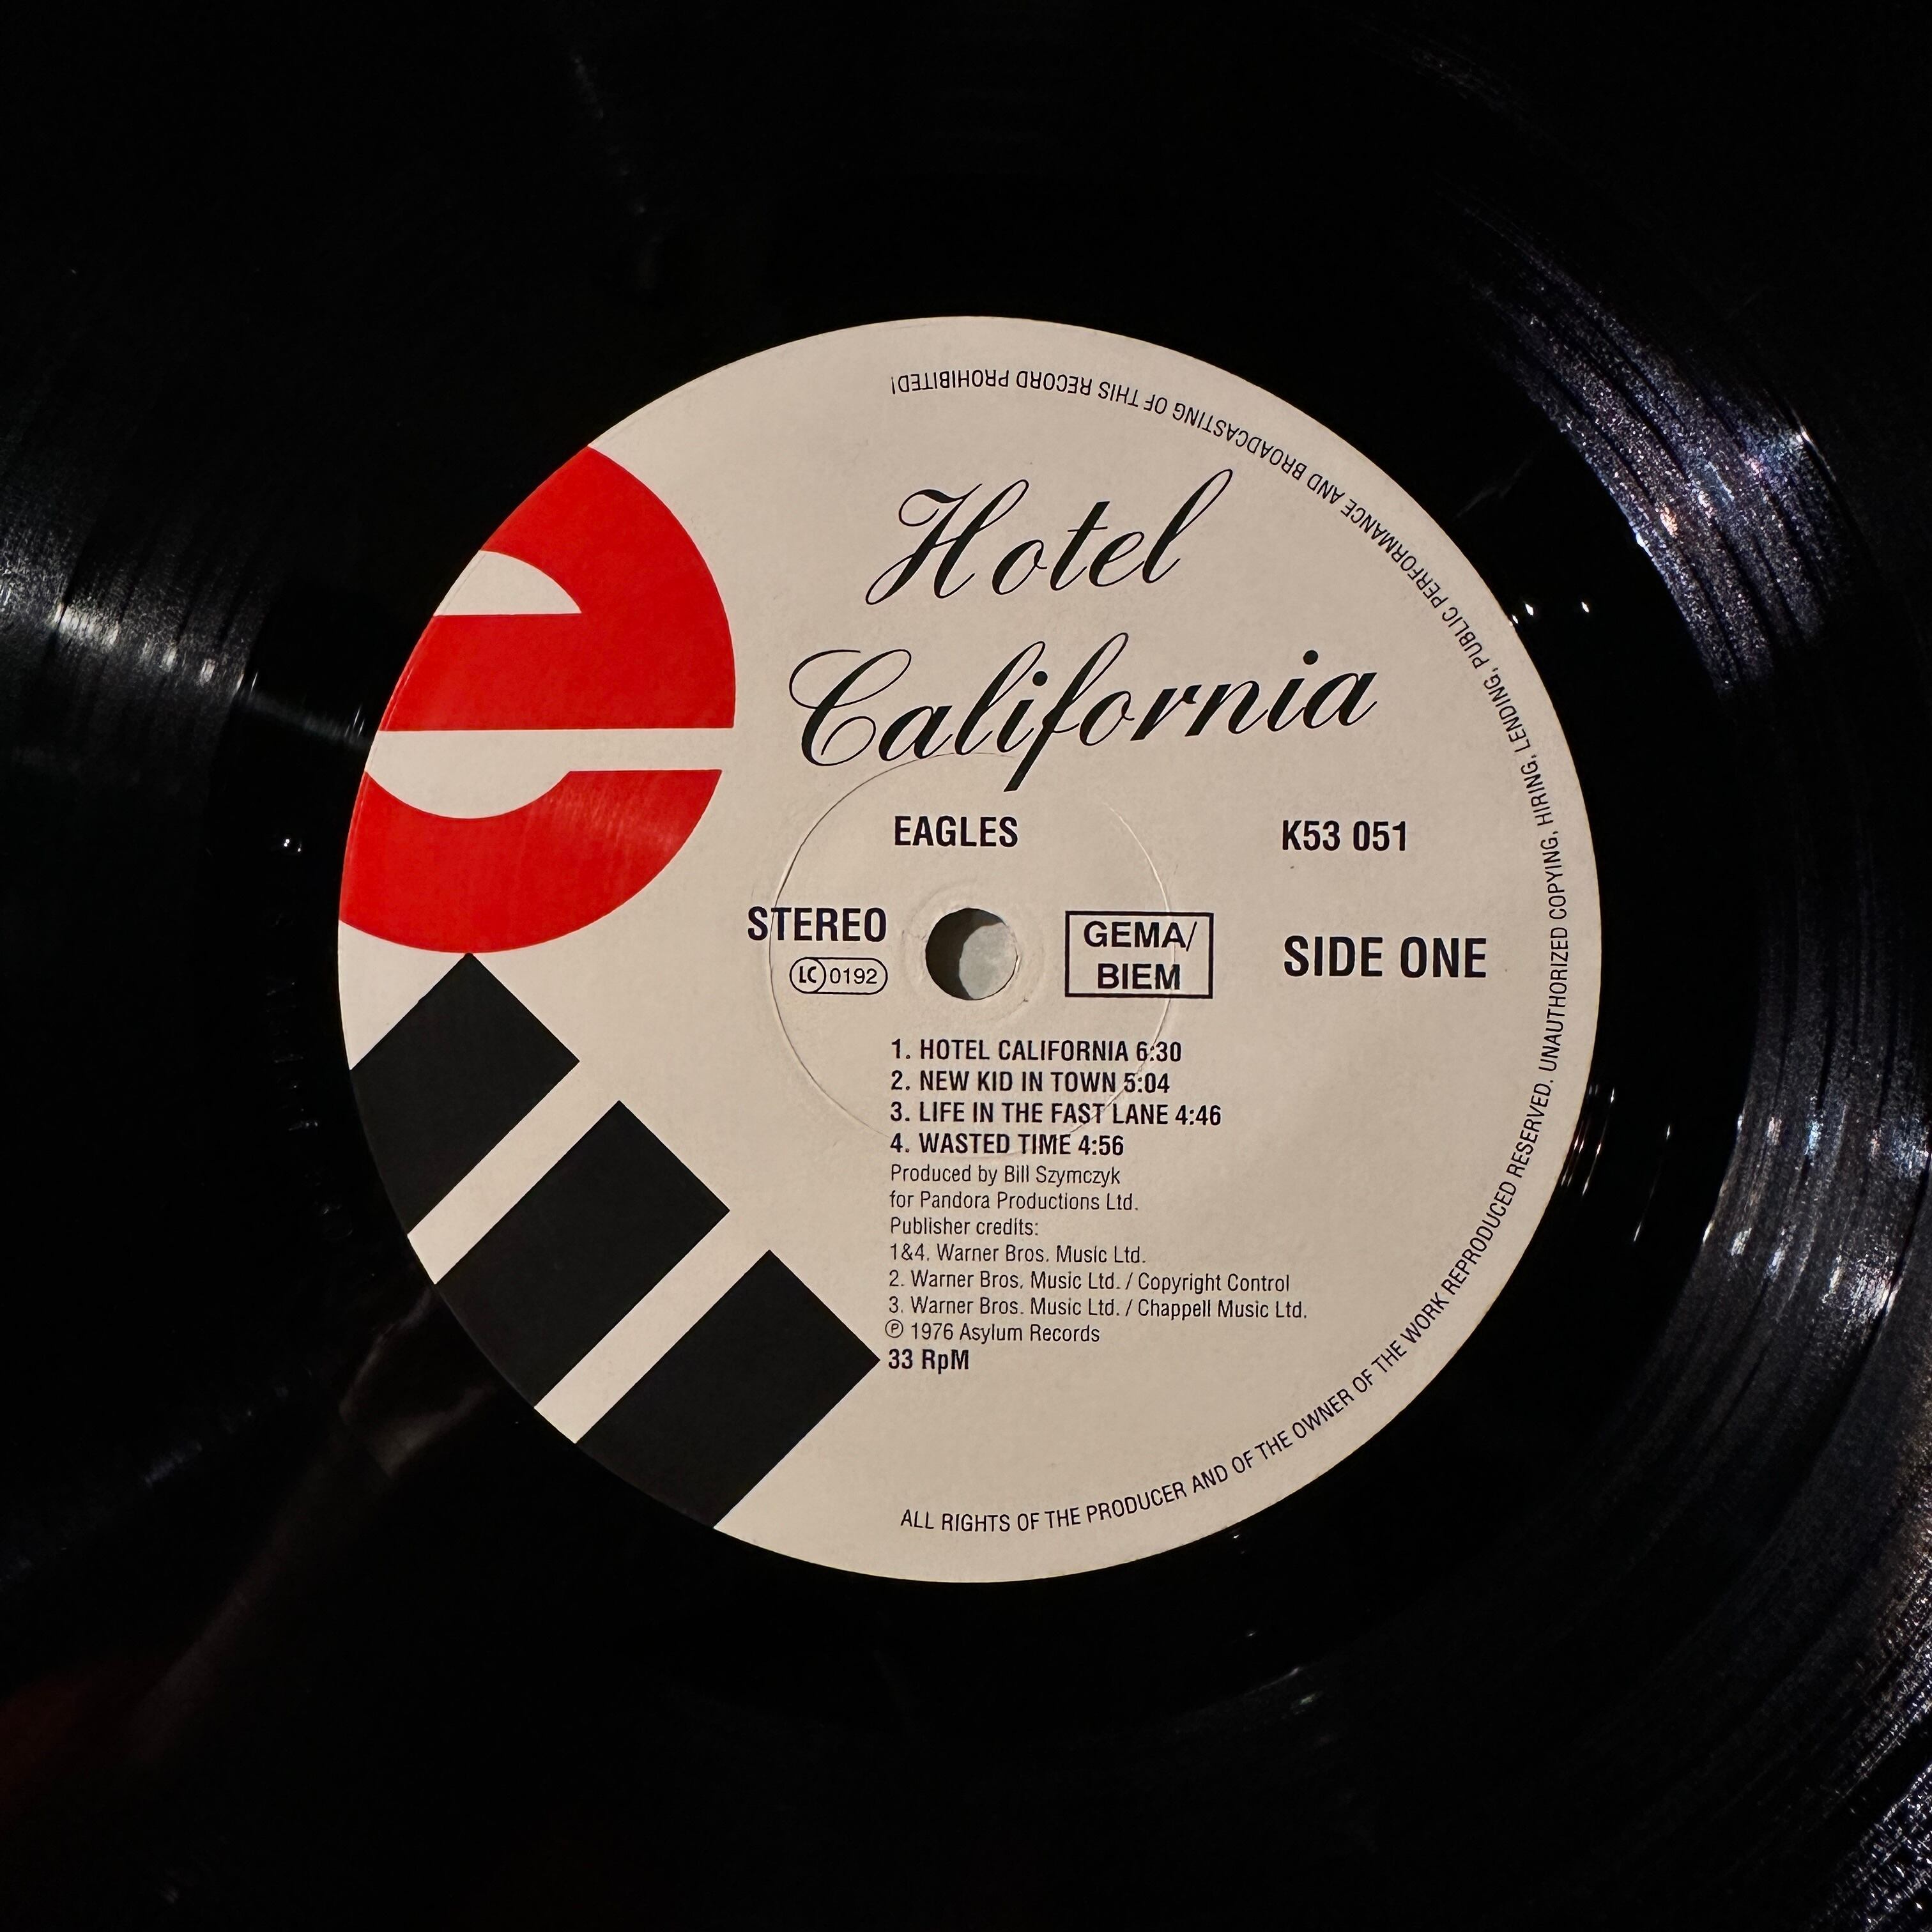 Hotel
California
EAGLES
K53 051
STEREO
LC 0192
GEMA/
BIEM
SIDE ONE
1. HOTEL CALIFORNIA 6:30
2. NEW KID IN TOWN 5:04
3. LIFE IN THE FAST LANE 4:46
4. WASTED TIME 4:56
Produced by Bill Szymczyk
for Pandora Productions Ltd.
Publisher credits:
1&4. Warner Bros. Music Ltd.
2. Warner Bros. Music Ltd. / Copyright Control
3. Warner Bros. Music Ltd. / Chappell Music Ltd.
℗ 1976 Asylum Records
33 RpM
ALL RIGHTS OF THE PRODUCER AND OF THE OWNER OF THE WORK REPRODUCED RESERVED. UNAUTHORIZED COPYING, HIRING, LENDING, PUBLIC PERFORMANCE AND BROADCASTING OF THIS RECORD PROHIBITED!
e